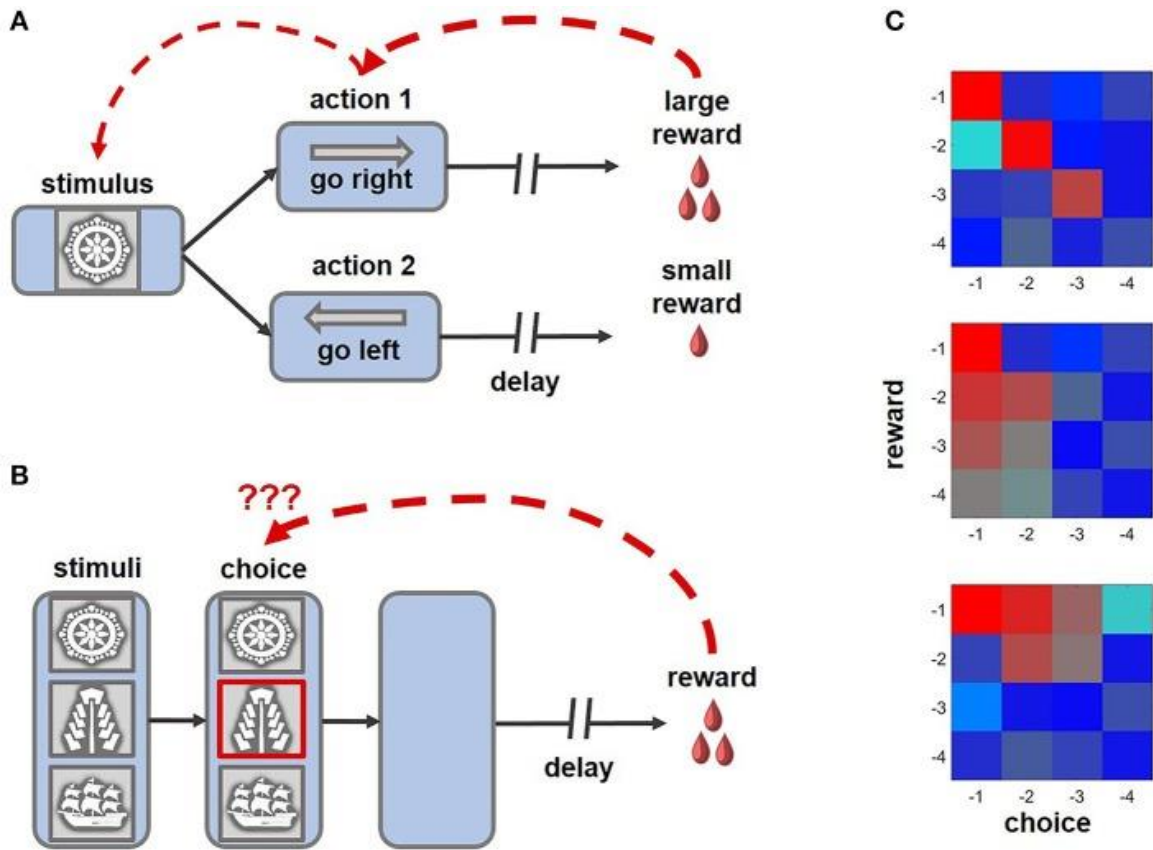 A
stimulus
action 1
go right
action 2
go left
delay
large
reward
small
reward
B
???
stimuli
choice
delay
reward
C
-1
-2
-3
-4
-1 -2 -3 -4
reward
-1
-2
-3
-4
-1 -2 -3 -4
-1
-2
-3
-4
-1 -2 -3 -4
choice